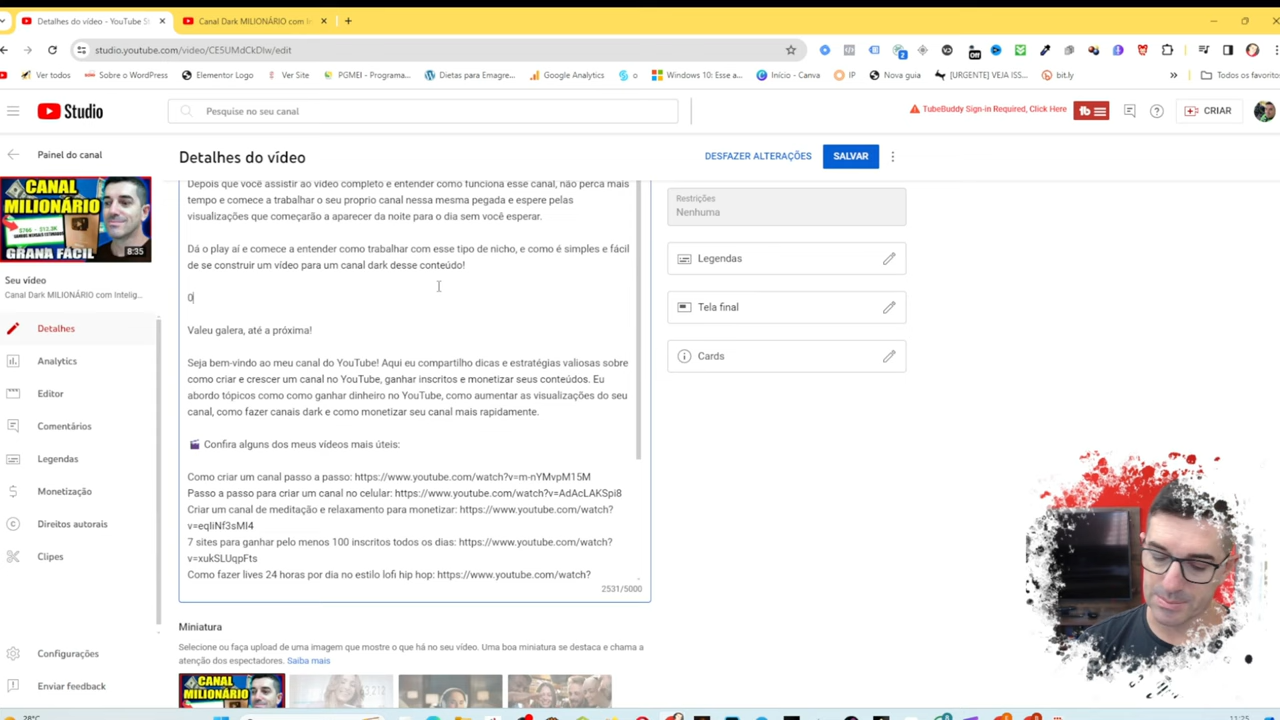 Detalhes do vídeo - YouTube S
Canal Dark MILIONÁRIO com In
studio.youtube.com/video/CE5UMdCkDlw/edit
Ver todos
Sobre o WordPress
Elementor Logo
Ver Site
PGMEI - Programa...
Dietas para Emagre...
Google Analytics
o
Windows 10: Esse a...
Início - Canva
IP
Nova guia
[URGENTE] VEJA ISS...
bit.ly
Todos os favorito
Studio
Pesquise no seu canal
TubeBuddy Sign-in Required, Click Here
tb
CRIAR
Painel do canal
Detalhes do vídeo
DESFAZER ALTERAÇÕES
SALVAR
CANAL
MILIONÁRIO
GRANA FÁCIL
8:35
Seu vídeo
Canal Dark MILIONÁRIO com Intelig...
Detalhes
Analytics
Editor
Comentários
Legendas
Monetização
Direitos autorais
Clipes
Configurações
Enviar feedback
Depois que você assistir ao vídeo completo e entender como funciona esse canal, não perca mais
tempo e comece a trabalhar o seu proprio canal nessa mesma pegada e espere pelas
visualizações que começarão a aparecer da noite para o dia sem você esperar.
Dá o play aí e comece a entender como trabalhar com esse tipo de nicho, e como é simples e fácil
de se construir um vídeo para um canal dark desse conteúdo!
0
Valeu galera, até a próxima!
Seja bem-vindo ao meu canal do YouTube! Aqui eu compartilho dicas e estratégias valiosas sobre
como criar e crescer um canal no YouTube, ganhar inscritos e monetizar seus conteúdos. Eu
abordo tópicos como como ganhar dinheiro no YouTube, como aumentar as visualizações do seu
canal, como fazer canais dark e como monetizar seu canal mais rapidamente.
🎬 Confira alguns dos meus vídeos mais úteis:
Como criar um canal passo a passo: https://www.youtube.com/watch?v=m-nYMvpM15M
Passo a passo para criar um canal no celular: https://www.youtube.com/watch?v=AdAcLAKSpi8
Criar um canal de meditação e relaxamento para monetizar: https://www.youtube.com/watch?
v=eqIiNf3sMI4
7 sites para ganhar pelo menos 100 inscritos todos os dias: https://www.youtube.com/watch?
v=xukSLUqpFts
Como fazer lives 24 horas por dia no estilo lofi hip hop: https://www.youtube.com/watch?
2531/5000
Restrições
Nenhuma
Legendas
Tela final
Cards
Miniatura
Selecione ou faça upload de uma imagem que mostre o que há no seu vídeo. Uma boa miniatura se destaca e chama a
atenção dos espectadores. Saiba mais
CANAL
MILIONÁRIO
28°C
11:25